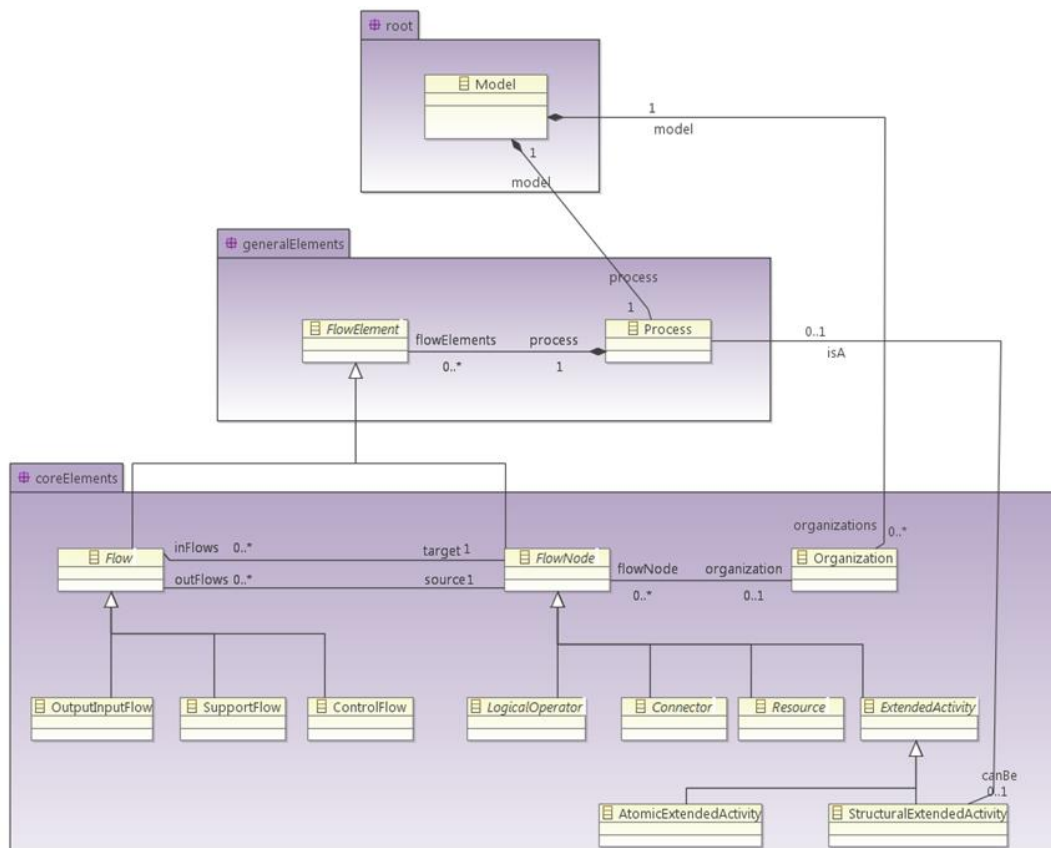 root
Model
1
model
1
model
generalElements
process
1
FlowElement
flowElements
0..*
process
1
Process
0..1
isA
coreElements
organizations
0..*
Flow
inFlows 0..*
target 1
outFlows 0..*
source 1
FlowNode
flowNode
0..*
organization
0..1
Organization
OutputInputFlow
SupportFlow
ControlFlow
LogicalOperator
Connector
Resource
ExtendedActivity
canBe
0..1
AtomicExtendedActivity
StructuralExtendedActivity